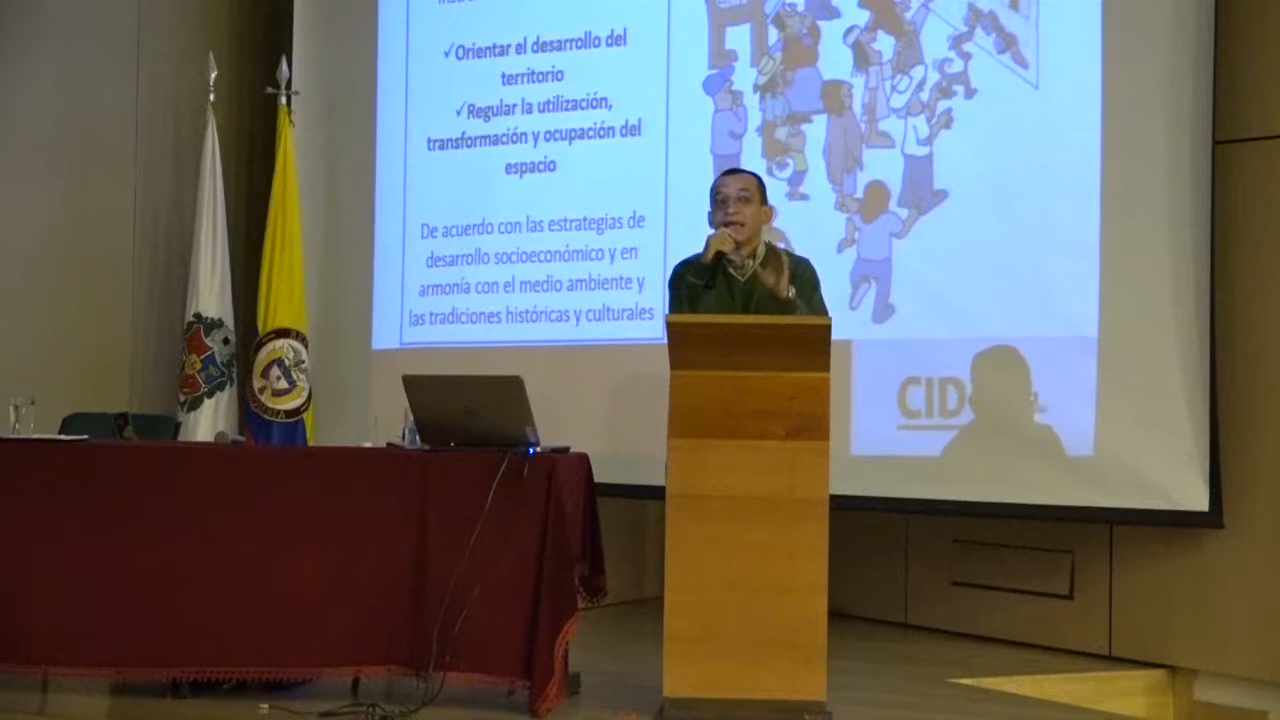 ✓Orientar el desarrollo del
territorio
✓Regular la utilización,
transformación y ocupación del
espacio
De acuerdo con las estrategias de
desarrollo socioeconómico y en
armonía con el medio ambiente y
las tradiciones históricas y culturales
CID